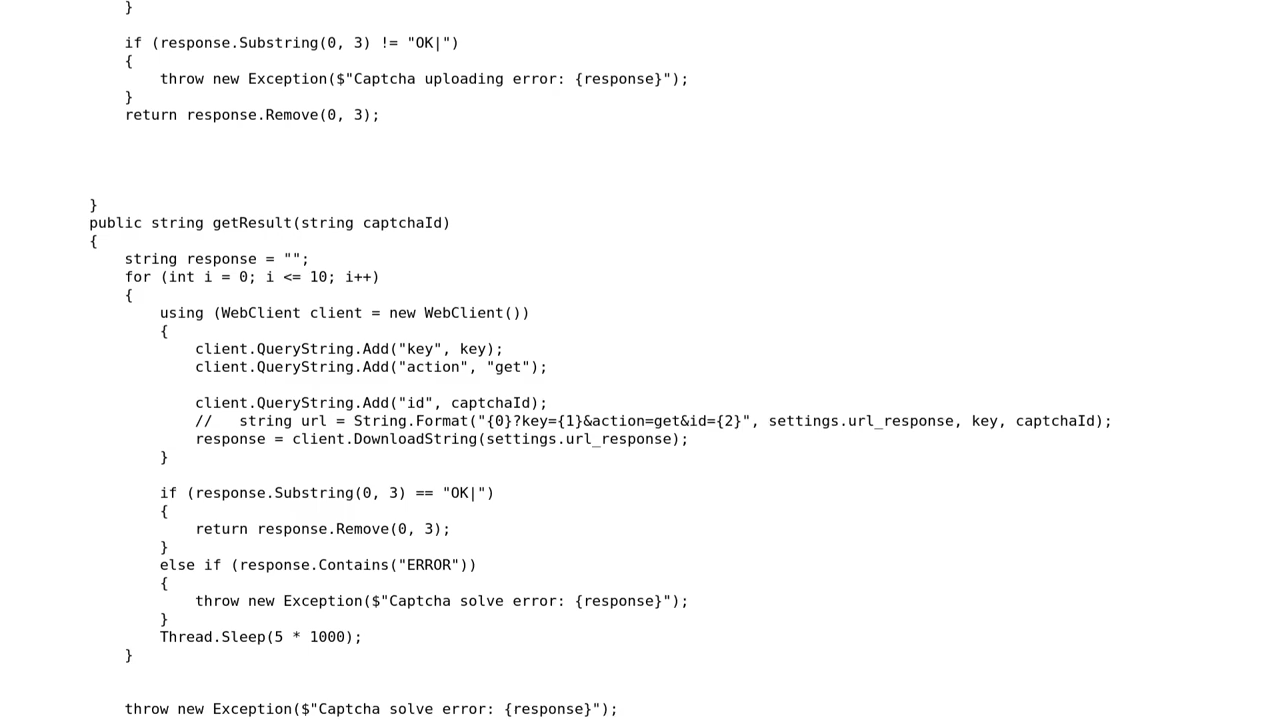 }
if (response.Substring(0, 3) != "OK|")
{
throw new Exception($"Captcha uploading error: {response}");
}
return response.Remove(0, 3);
}
public string getResult(string captchaId)
{
string response = "";
for (int i = 0; i <= 10; i++)
{
using (WebClient client = new WebClient())
{
client.QueryString.Add("key", key);
client.QueryString.Add("action", "get");
client.QueryString.Add("id", captchaId);
//   string url = String.Format("{0}?key={1}&action=get&id={2}", settings.url_response, key, captchaId);
response = client.DownloadString(settings.url_response);
}
if (response.Substring(0, 3) == "OK|")
{
return response.Remove(0, 3);
}
else if (response.Contains("ERROR"))
{
throw new Exception($"Captcha solve error: {response}");
}
Thread.Sleep(5 * 1000);
}
throw new Exception($"Captcha solve error: {response}");